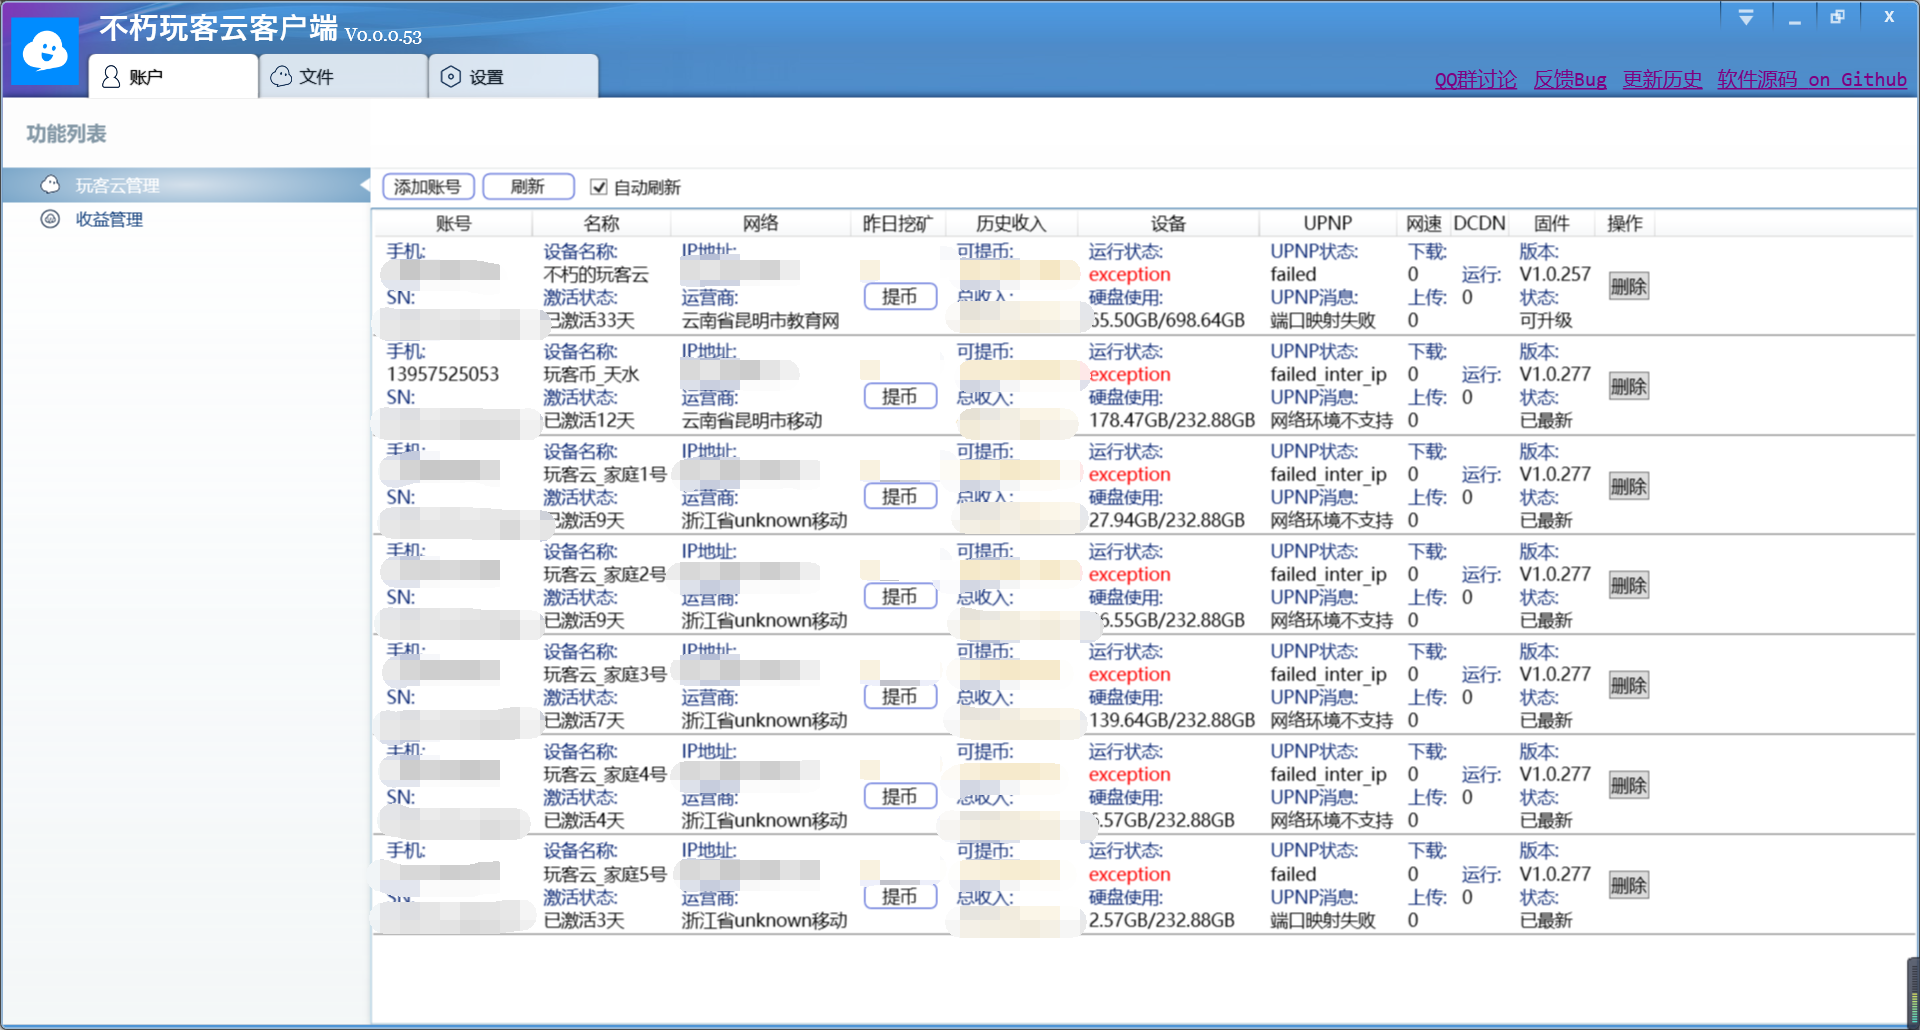 不朽玩客云客户端 V0.0.0.53
账户 文件 设置
QQ群讨论 反馈Bug 更新历史 软件源码 on Github
功能列表
玩客云管理
收益管理
添加账号 刷新 自动刷新
账号 名称 网络 昨日挖矿 历史收入 设备 UPNP 网速 DCDN 固件 操作
手机: 设备名称: IP地址: 可提币: 运行状态: UPNP状态: 下载: 版本:
不朽的玩客云 exception failed 0 运行: V1.0.257 删除
SN: 激活状态: 运营商: 提币 总收入: 硬盘使用: UPNP消息: 上传: 0 状态:
已激活33天 云南省昆明市教育网 65.50GB/698.64GB 端口映射失败 0 可升级
手机: 设备名称: IP地址: 可提币: 运行状态: UPNP状态: 下载: 版本:
13957525053 玩客币_天水 exception failed_inter_ip 0 运行: V1.0.277 删除
SN: 激活状态: 运营商: 提币 总收入: 硬盘使用: UPNP消息: 上传: 0 状态:
已激活12天 云南省昆明市移动 178.47GB/232.88GB 网络环境不支持 0 已最新
手机: 设备名称: IP地址: 可提币: 运行状态: UPNP状态: 下载: 版本:
玩客云_家庭1号 exception failed_inter_ip 0 运行: V1.0.277 删除
SN: 激活状态: 运营商: 提币 总收入: 硬盘使用: UPNP消息: 上传: 0 状态:
已激活9天 浙江省unknown移动 27.94GB/232.88GB 网络环境不支持 0 已最新
手机: 设备名称: IP地址: 可提币: 运行状态: UPNP状态: 下载: 版本:
玩客云_家庭2号 exception failed_inter_ip 0 运行: V1.0.277 删除
SN: 激活状态: 运营商: 提币 总收入: 硬盘使用: UPNP消息: 上传: 0 状态:
已激活9天 浙江省unknown移动 6.55GB/232.88GB 网络环境不支持 0 已最新
手机: 设备名称: IP地址: 可提币: 运行状态: UPNP状态: 下载: 版本:
玩客云_家庭3号 exception failed_inter_ip 0 运行: V1.0.277 删除
SN: 激活状态: 运营商: 提币 总收入: 硬盘使用: UPNP消息: 上传: 0 状态:
已激活7天 浙江省unknown移动 139.64GB/232.88GB 网络环境不支持 0 已最新
手机: 设备名称: IP地址: 可提币: 运行状态: UPNP状态: 下载: 版本:
玩客云_家庭4号 exception failed_inter_ip 0 运行: V1.0.277 删除
SN: 激活状态: 运营商: 提币 总收入: 硬盘使用: UPNP消息: 上传: 0 状态:
已激活4天 浙江省unknown移动 6.57GB/232.88GB 网络环境不支持 0 已最新
手机: 设备名称: IP地址: 可提币: 运行状态: UPNP状态: 下载: 版本:
玩客云_家庭5号 exception failed 0 运行: V1.0.277 删除
SN: 激活状态: 运营商: 提币 总收入: 硬盘使用: UPNP消息: 上传: 0 状态:
已激活3天 浙江省unknown移动 2.57GB/232.88GB 端口映射失败 0 已最新